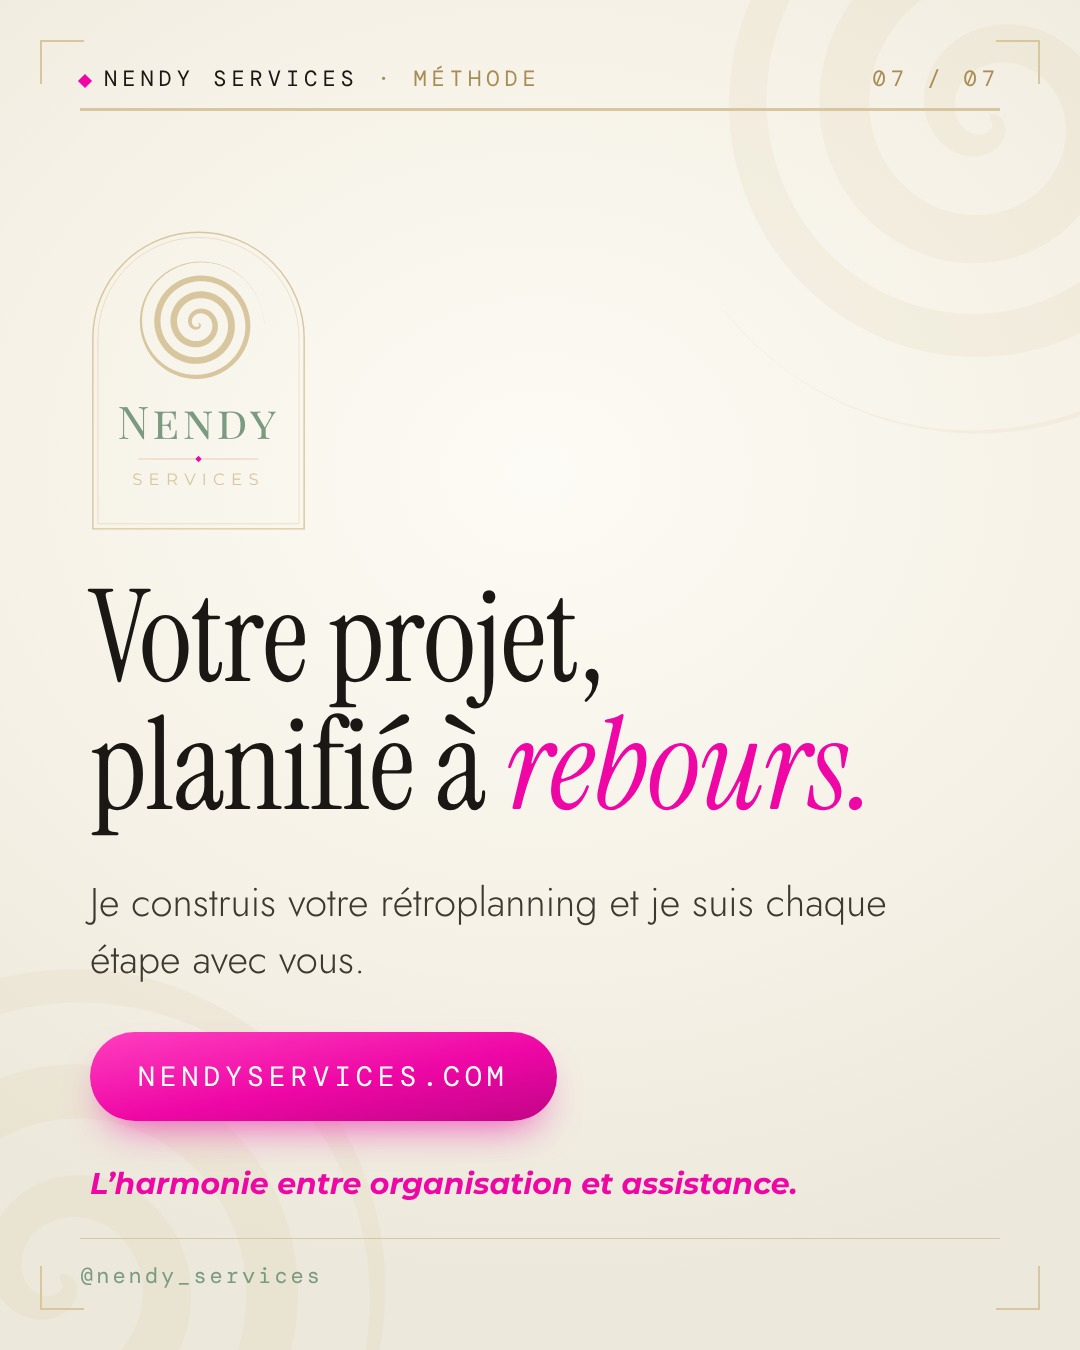 ◆ NENDY SERVICES · MÉTHODE
07 / 07
NENDY
SERVICES
Votre projet,
planifié à rebours.
Je construis votre rétroplanning et je suis chaque
étape avec vous.
NENDYSERVICES.COM
L’harmonie entre organisation et assistance.
@nendy_services